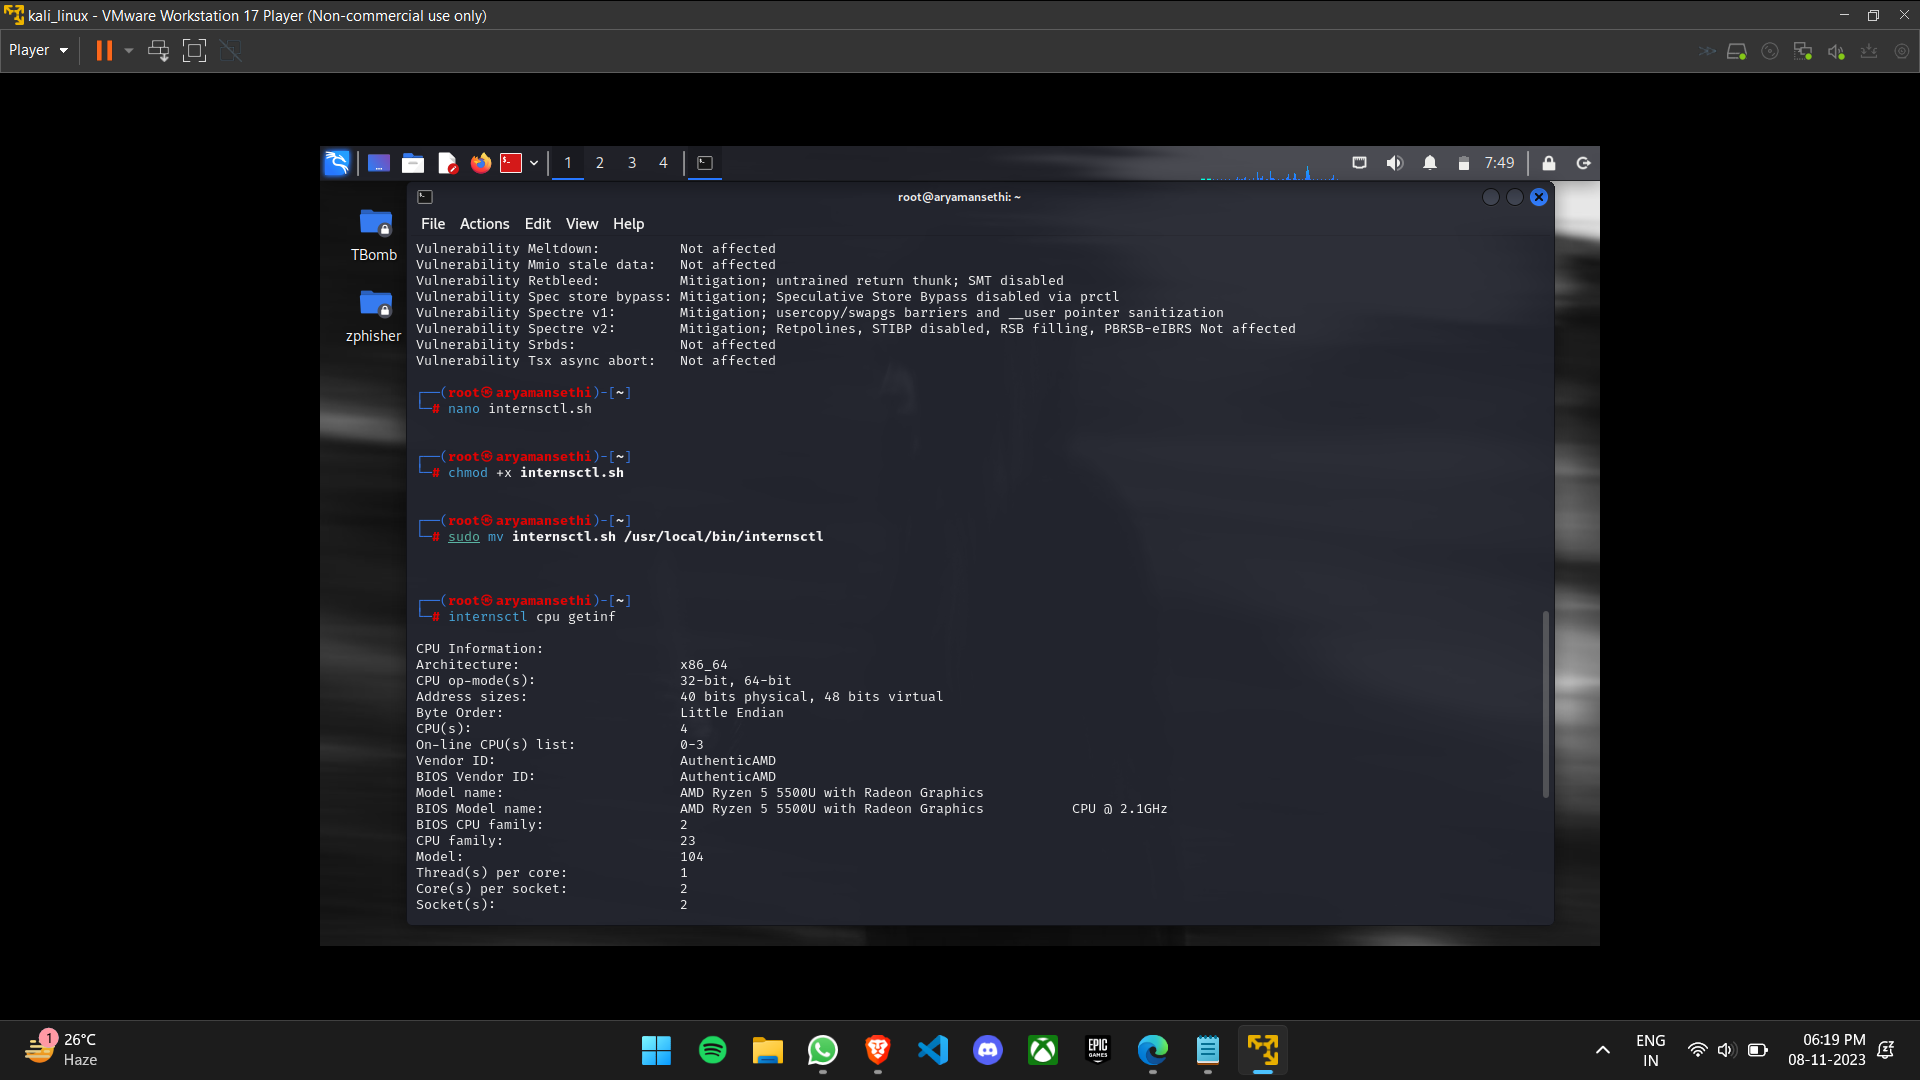 kali_linux - VMware Workstation 17 Player (Non-commercial use only)
Player
1 2 3 4
7:49
root@aryamansethi: ~
File Actions Edit View Help
TBomb
zphisher
Vulnerability Meltdown: Not affected
Vulnerability Mmio stale data: Not affected
Vulnerability Retbleed: Mitigation; untrained return thunk; SMT disabled
Vulnerability Spec store bypass: Mitigation; Speculative Store Bypass disabled via prctl
Vulnerability Spectre v1: Mitigation; usercopy/swapgs barriers and __user pointer sanitization
Vulnerability Spectre v2: Mitigation; Retpolines, STIBP disabled, RSB filling, PBRSB-eIBRS Not affected
Vulnerability Srbds: Not affected
Vulnerability Tsx async abort: Not affected
┌──(root㉿aryamansethi)-[~]
└─# nano internsctl.sh
┌──(root㉿aryamansethi)-[~]
└─# chmod +x internsctl.sh
┌──(root㉿aryamansethi)-[~]
└─# sudo mv internsctl.sh /usr/local/bin/internsctl
┌──(root㉿aryamansethi)-[~]
└─# internsctl cpu getinf
CPU Information:
Architecture: x86_64
CPU op-mode(s): 32-bit, 64-bit
Address sizes: 40 bits physical, 48 bits virtual
Byte Order: Little Endian
CPU(s): 4
On-line CPU(s) list: 0-3
Vendor ID: AuthenticAMD
BIOS Vendor ID: AuthenticAMD
Model name: AMD Ryzen 5 5500U with Radeon Graphics
BIOS Model name: AMD Ryzen 5 5500U with Radeon Graphics CPU @ 2.1GHz
BIOS CPU family: 2
CPU family: 23
Model: 104
Thread(s) per core: 1
Core(s) per socket: 2
Socket(s): 2
1
26°C
Haze
EPIC
GAMES
ENG
IN
06:19 PM
08-11-2023